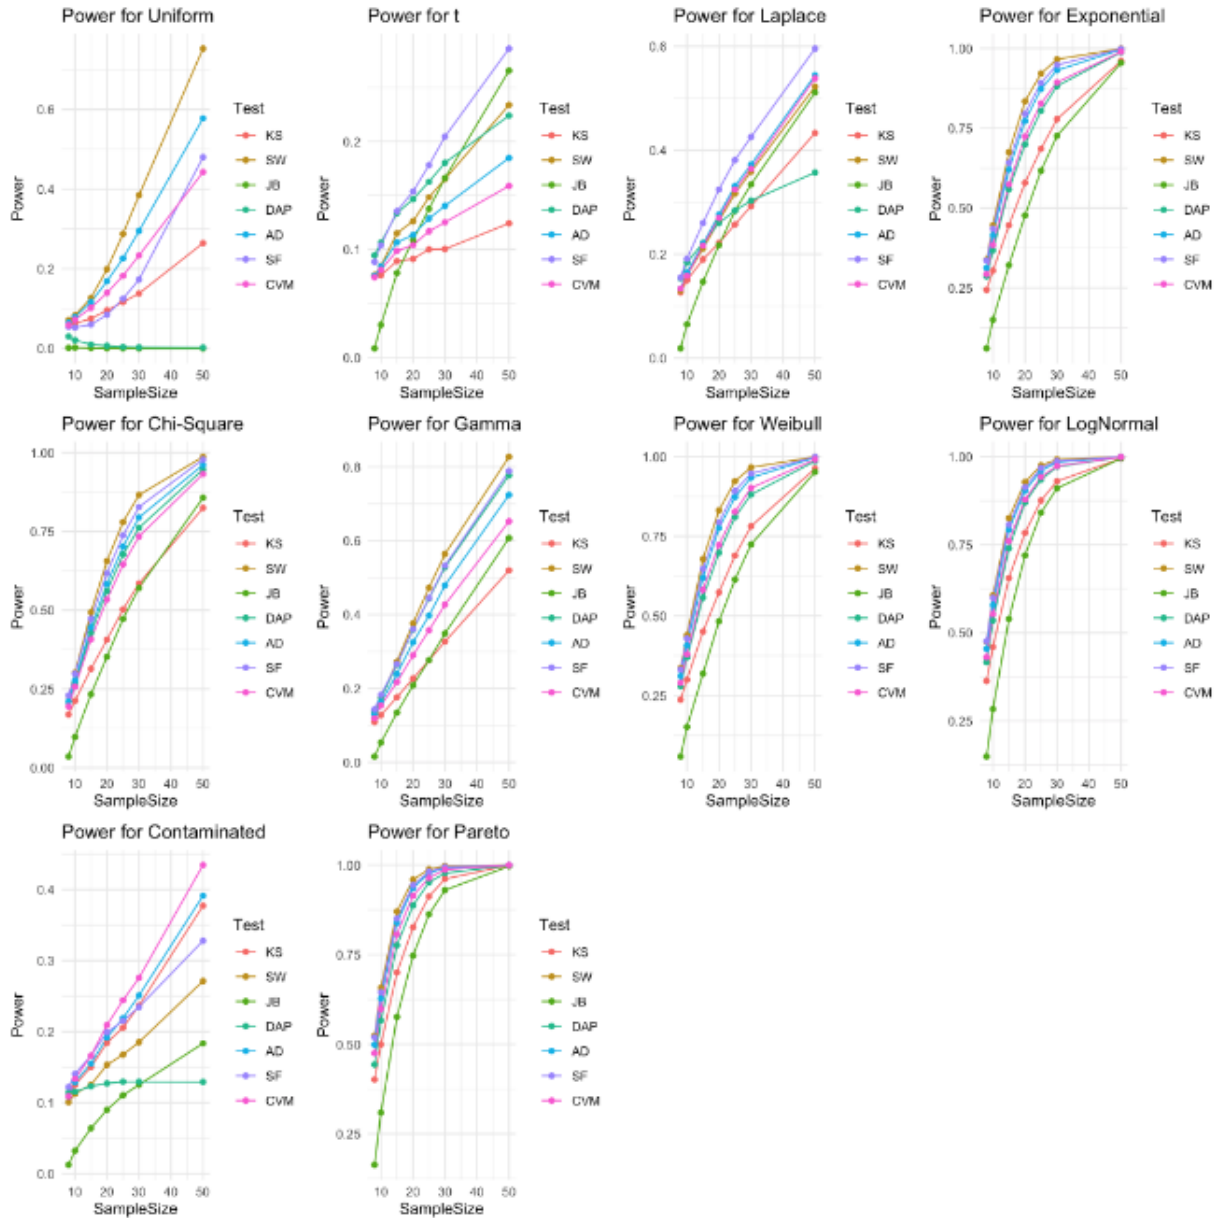 Power for Uniform
Power
0.6
0.4
0.2
0.0
10 20 30 40 50
SampleSize
Test
KS
SW
JB
DAP
AD
SF
CVM
Power for t
Power
0.2
0.1
0.0
10 20 30 40 50
SampleSize
Test
KS
SW
JB
DAP
AD
SF
CVM
Power for Laplace
Power
0.6
0.4
0.2
0.0
10 20 30 40 50
SampleSize
Test
KS
SW
JB
DAP
AD
SF
CVM
Power for Exponential
Power
1.00
0.75
0.50
0.25
10 20 30 40 50
SampleSize
Test
KS
SW
JB
DAP
AD
SF
CVM
Power for Chi-Square
Power
1.00
0.75
0.50
0.25
0.00
10 20 30 40 50
SampleSize
Test
KS
SW
JB
DAP
AD
SF
CVM
Power for Gamma
Power
0.8
0.6
0.4
0.2
0.0
10 20 30 40 50
SampleSize
Test
KS
SW
JB
DAP
AD
SF
CVM
Power for Weibull
Power
1.00
0.75
0.50
0.25
10 20 30 40 50
SampleSize
Test
KS
SW
JB
DAP
AD
SF
CVM
Power for LogNormal
Power
1.00
0.75
0.50
0.25
10 20 30 40 50
SampleSize
Test
KS
SW
JB
DAP
AD
SF
CVM
Power for Contaminated
Power
0.4
0.3
0.2
0.1
0.0
10 20 30 40 50
SampleSize
Test
KS
SW
JB
DAP
AD
SF
CVM
Power for Pareto
Power
1.00
0.75
0.50
0.25
10 20 30 40 50
SampleSize
Test
KS
SW
JB
DAP
AD
SF
CVM